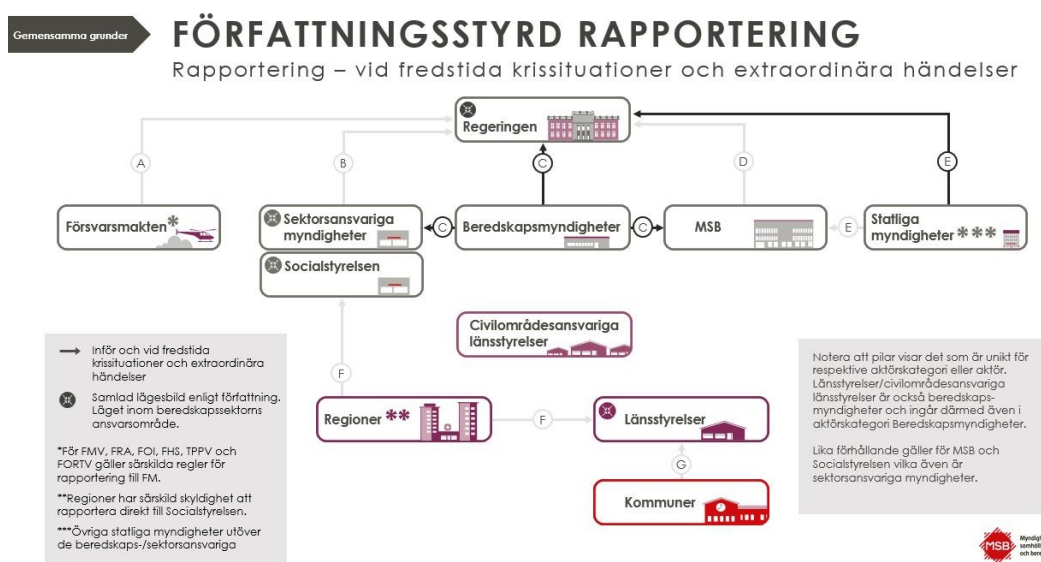 Gemensamma grunder
FÖRFATTNINGSSTYRD RAPPORTERING
Rapportering – vid fredstida krissituationer och extraordinära händelser
Regeringen
A
B
C
D
E
Försvarsmakten*
Sektorsansvariga
myndigheter
C
Beredskapsmyndigheter
C
MSB
E
Statliga
myndigheter ***
Socialstyrelsen
Civilområdesansvariga
länsstyrelser
F
Regioner **
F
Länsstyrelser
G
Kommuner
Inför och vid fredstida
krissituationer och extraordinära
händelser
Samlad lägesbild enligt författning.
Läget inom beredskapssektorns
ansvarsområde.
*För FMV, FRA, FOI, FHS, TPPV och
FORTV gäller särskilda regler för
rapportering till FM.
**Regioner har särskild skyldighet att
rapportera direkt till Socialstyrelsen.
***Övriga statliga myndigheter utöver
de beredskaps-/sektorsansvariga
Notera att pilar visar det som är unikt för
respektive aktörskategori eller aktör.
Länsstyrelser/civilområdesansvariga
länsstyrelser är också beredskaps-
myndigheter och ingår därmed även i
aktörskategori Beredskapsmyndigheter.
Lika förhållande gäller för MSB och
Socialstyrelsen vilka även är
sektorsansvariga myndigheter.
MSB
Myndigh
samhäll
och bere